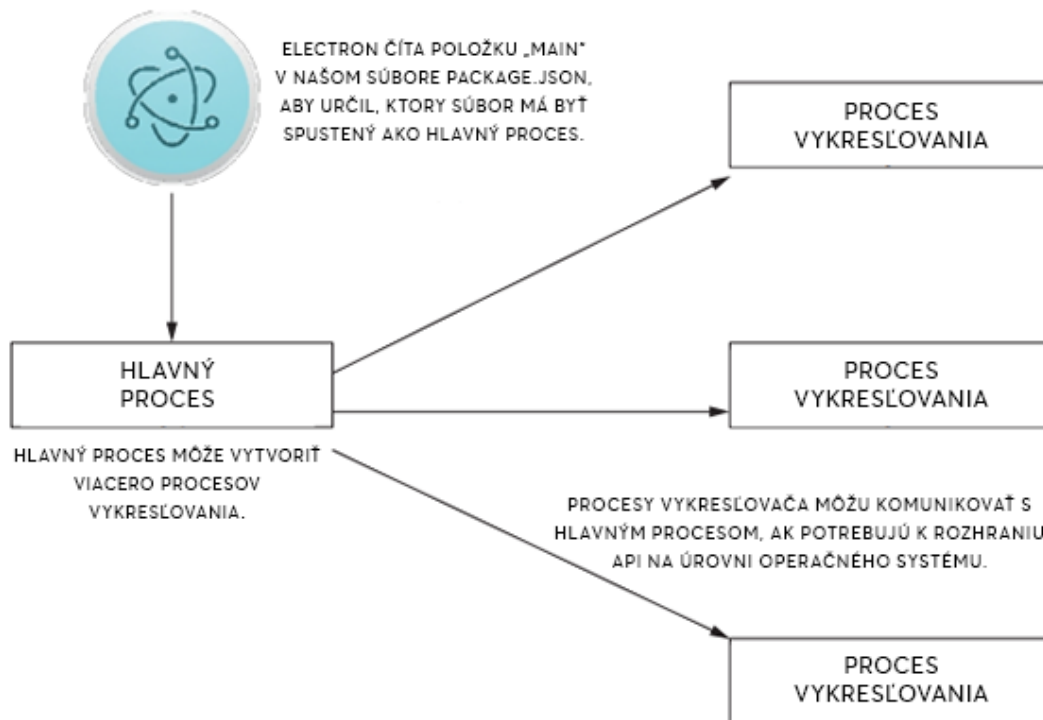 ELECTRON ČÍTA POLOŽKU „MAIN"
V NAŠOM SÚBORE PACKAGE.JSON,
ABY URČIL, KTORY SÚBOR MÁ BYŤ
SPUSTENÝ AKO HLAVNÝ PROCES.
PROCES
VYKRESĽOVANIA
HLAVNÝ
PROCES
HLAVNÝ PROCES MÔŽE VYTVORIŤ
VIACERO PROCESOV
VYKRESĽOVANIA.
PROCES
VYKRESĽOVANIA
PROCESY VYKRESĽOVAČA MÔŽU KOMUNIKOVAŤ S
HLAVNÝM PROCESOM, AK POTREBUJÚ K ROZHRANIU
API NA ÚROVNI OPERAČNÉHO SYSTÉMU.
PROCES
VYKRESĽOVANIA